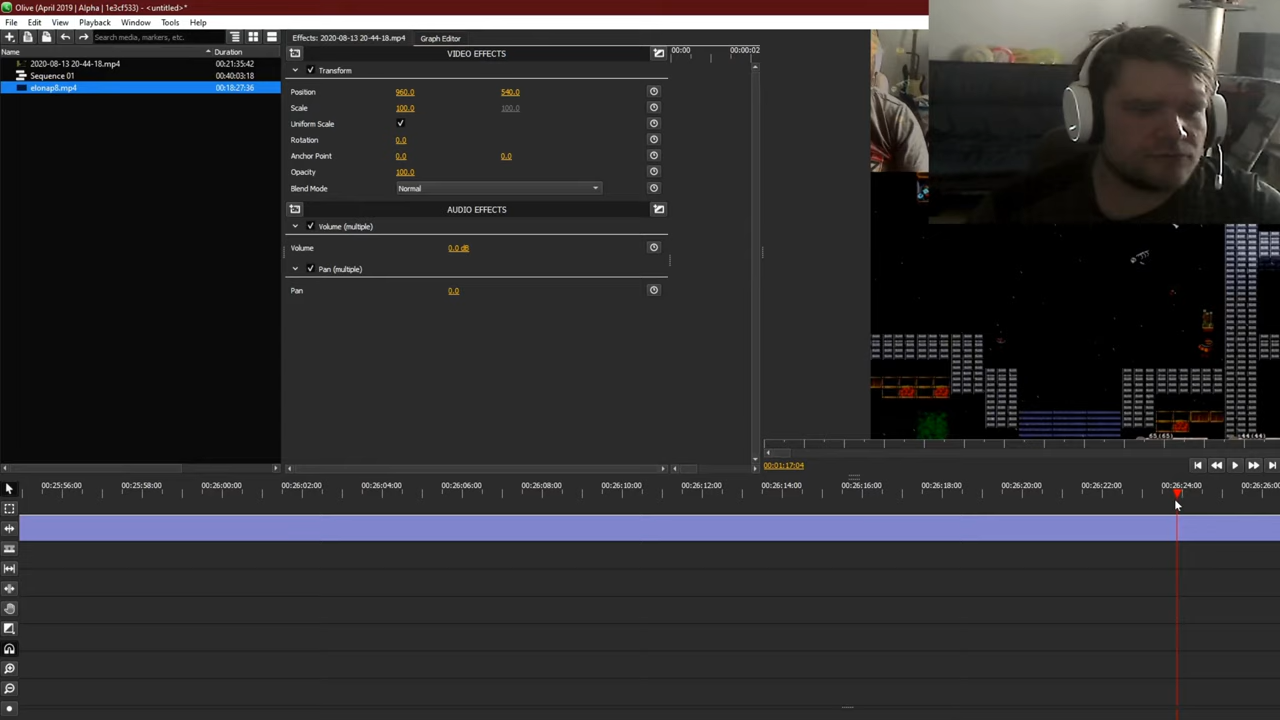 Olive (April 2019 | Alpha | 1e3cf533) - <untitled>*
File Edit View Playback Window Tools Help
Search media, markers, etc.
Name Duration
2020-08-13 20-44-18.mp4 00:21:35:42
Sequence 01 00:40:03:18
elonap8.mp4 00:18:27:36
Effects: 2020-08-13 20-44-18.mp4 Graph Editor
VIDEO EFFECTS
Transform
Position 960.0 540.0
Scale 100.0 100.0
Uniform Scale
Rotation 0.0
Anchor Point 0.0 0.0
Opacity 100.0
Blend Mode Normal
AUDIO EFFECTS
Volume (multiple)
Volume 0.0 dB
Pan (multiple)
Pan 0.0
00:00 00:00:02
65(65) 44(44)
00:01:17:04
00:25:56:00 00:25:58:00 00:26:00:00 00:26:02:00 00:26:04:00 00:26:06:00 00:26:08:00 00:26:10:00 00:26:12:00 00:26:14:00 00:26:16:00 00:26:18:00 00:26:20:00 00:26:22:00 00:26:24:00 00:26:26:00